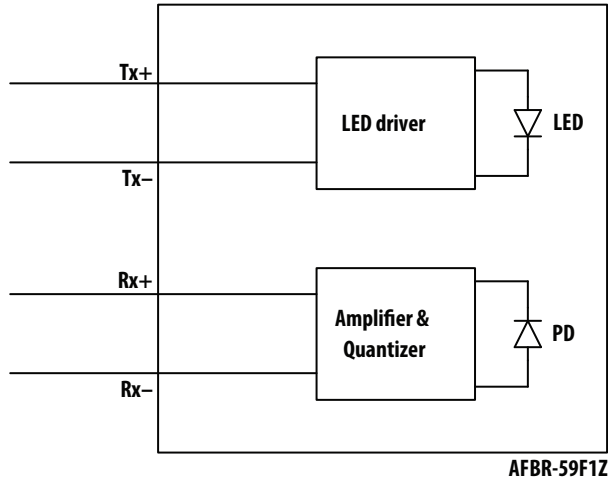 Tx+
LED driver
LED
Tx–
Rx+
Amplifier &
Quantizer
PD
Rx–
AFBR-59F1Z